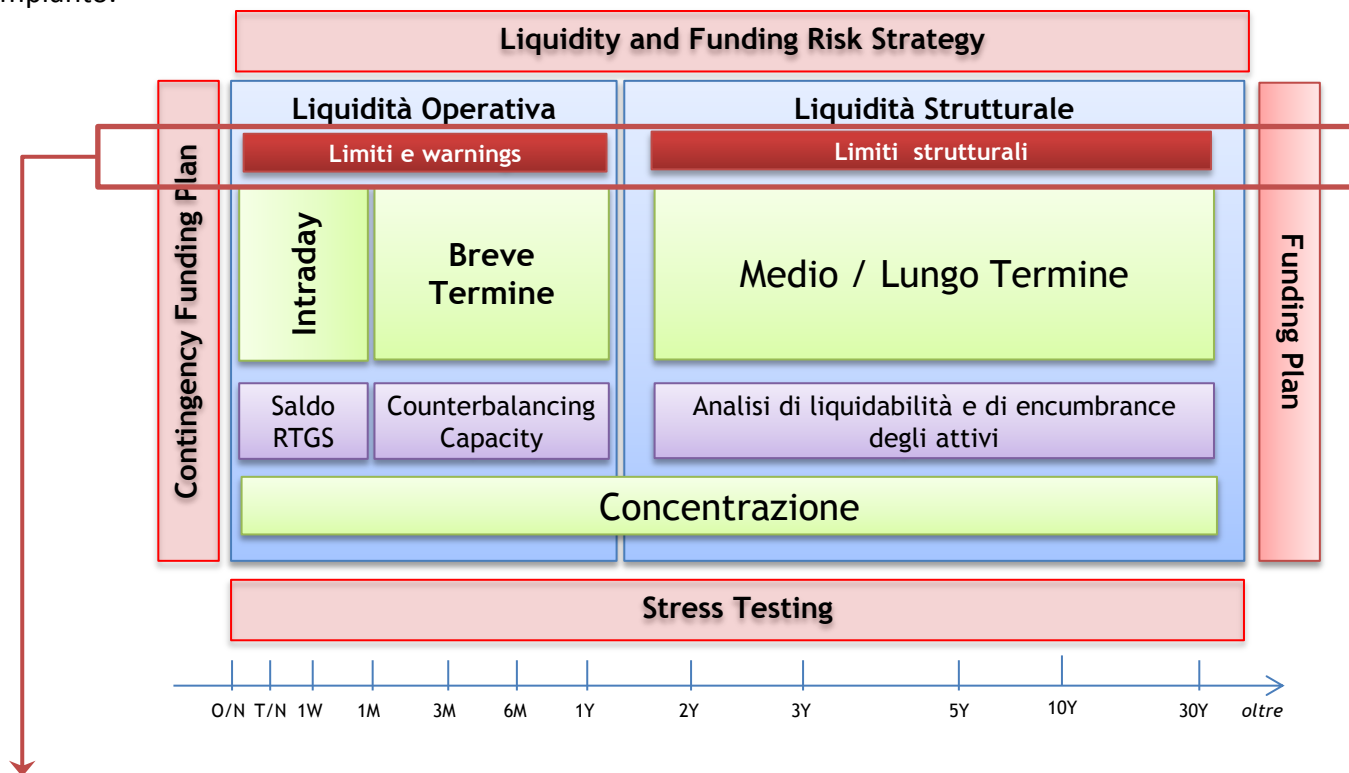 mpianto.
Liquidity and Funding Risk Strategy
Contingency Funding Plan
Liquidità Operativa
Liquidità Strutturale
Limiti e warnings
Limiti strutturali
Intraday
Breve
Termine
Medio / Lungo Termine
Funding Plan
Saldo
RTGS
Counterbalancing
Capacity
Analisi di liquidabilità e di encumbrance
degli attivi
Concentrazione
Stress Testing
O/N T/N 1W 1M 3M 6M 1Y 2Y 3Y 5Y 10Y 30Y oltre